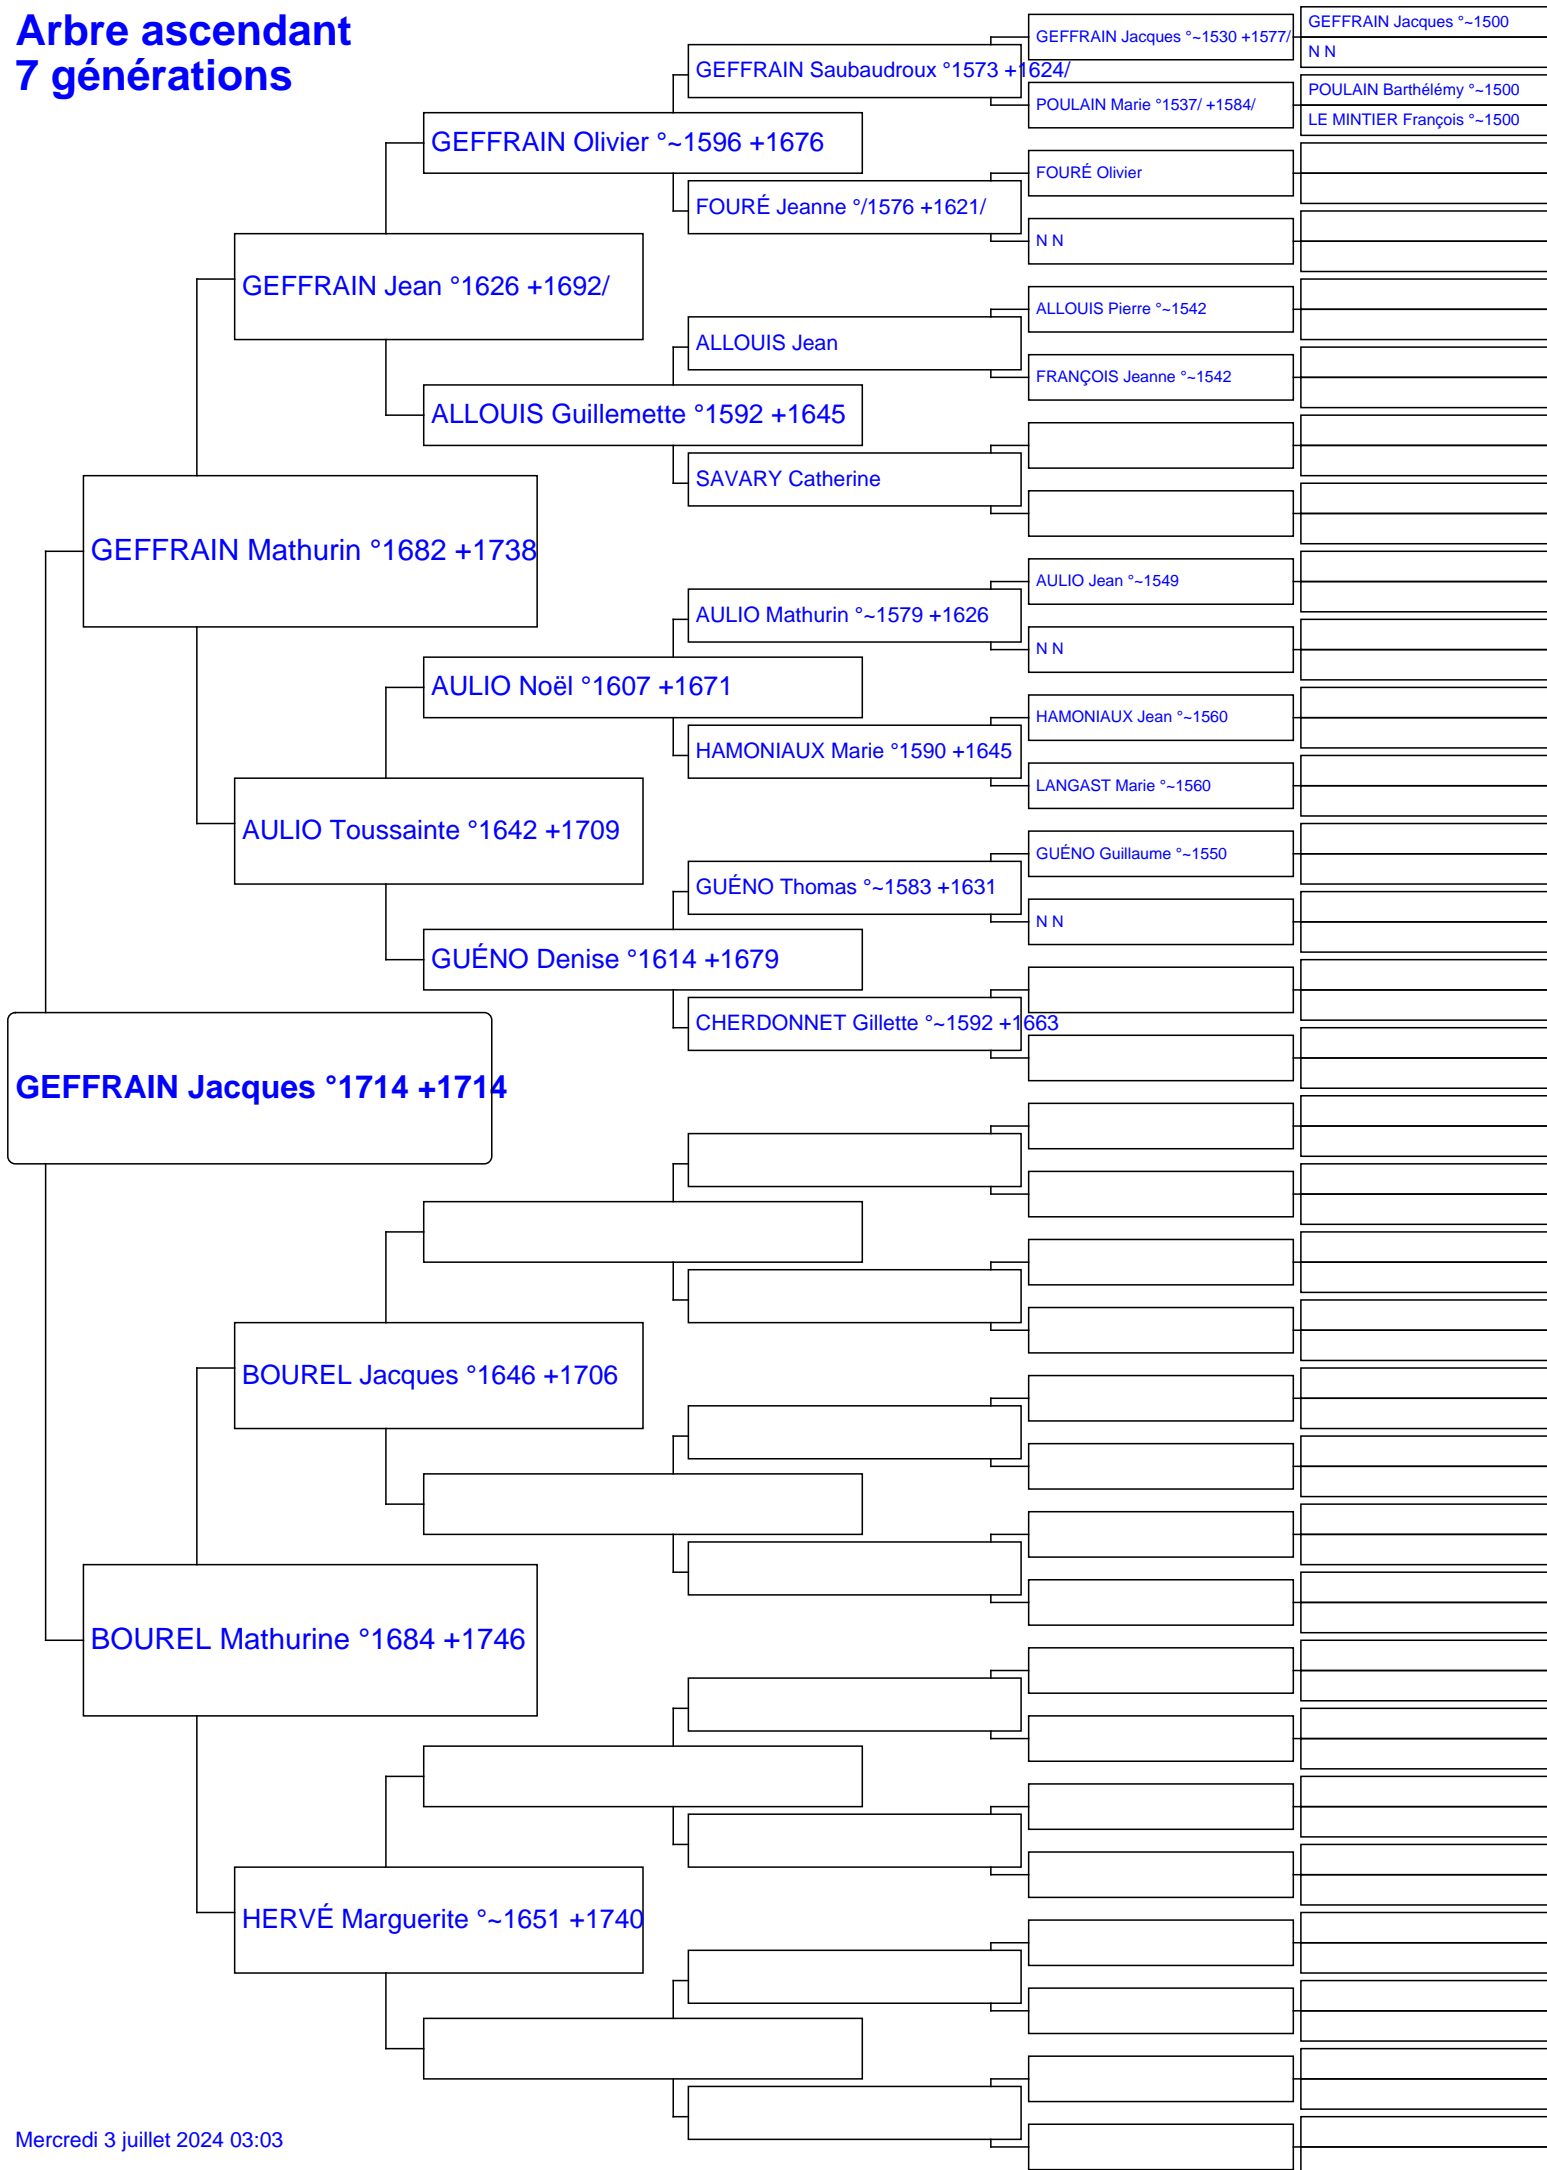 Arbre ascendant
7 générations
GEFFRAIN Jacques °~1500
N N
GEFFRAIN Jacques °~1530 +1577/
GEFFRAIN Saubaudroux °1573 +1624/
POULAIN Barthélémy °~1500
POULAIN Marie °1537/ +1584/
LE MINTIER François °~1500
GEFFRAIN Olivier °~1596 +1676
FOURÉ Olivier
FOURÉ Jeanne °/1576 +1621/
N N
GEFFRAIN Jean °1626 +1692/
ALLOUIS Pierre °~1542
ALLOUIS Jean
FRANÇOIS Jeanne °~1542
ALLOUIS Guillemette °1592 +1645
SAVARY Catherine
GEFFRAIN Mathurin °1682 +1738
AULIO Jean °~1549
AULIO Mathurin °~1579 +1626
N N
AULIO Noël °1607 +1671
HAMONIAUX Jean °~1560
HAMONIAUX Marie °1590 +1645
LANGAST Marie °~1560
AULIO Toussainte °1642 +1709
GUÉNO Guillaume °~1550
GUÉNO Thomas °~1583 +1631
N N
GUÉNO Denise °1614 +1679
CHERDONNET Gillette °~1592 +1663
GEFFRAIN Jacques °1714 +1714
BOUREL Jacques °1646 +1706
BOUREL Mathurine °1684 +1746
HERVÉ Marguerite °~1651 +1740
Mercredi 3 juillet 2024 03:03